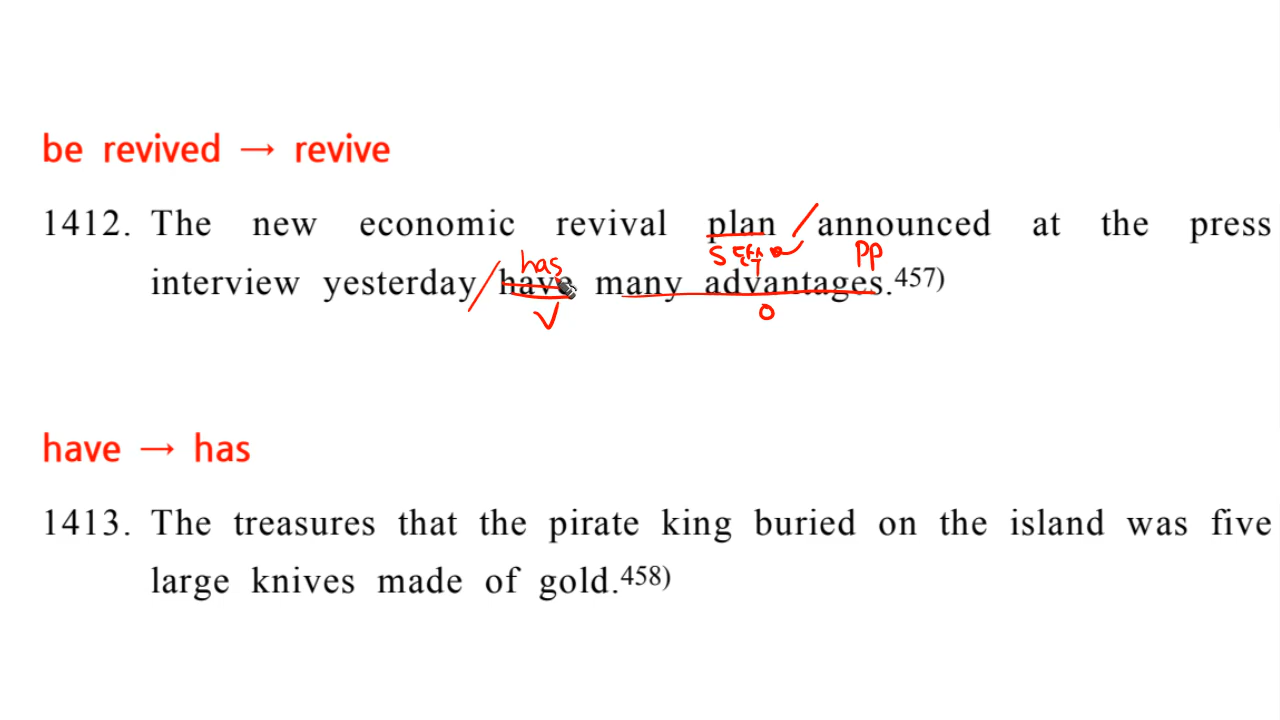 be revived → revive
1412. The new economic revival plan / announced at the press
S 단수 pp
has
interview yesterday / have many advantages.457)
V O
have → has
1413. The treasures that the pirate king buried on the island was five
large knives made of gold.458)